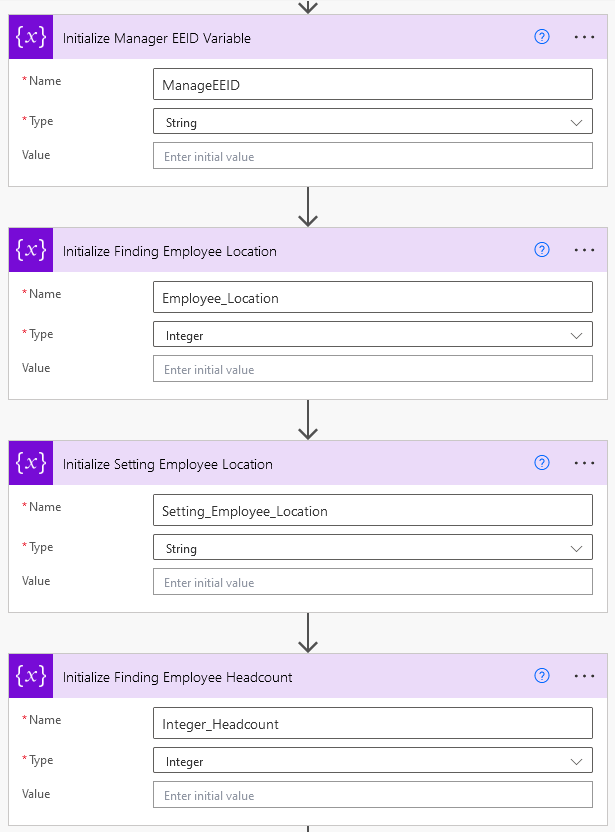 {x} Initialize Manager EEID Variable ? ...
* Name ManageEEID
* Type String
Value Enter initial value
{x} Initialize Finding Employee Location ? ...
* Name Employee_Location
* Type Integer
Value Enter initial value
{x} Initialize Setting Employee Location ? ...
* Name Setting_Employee_Location
* Type String
Value Enter initial value
{x} Initialize Finding Employee Headcount ? ...
* Name Integer_Headcount
* Type Integer
Value Enter initial value